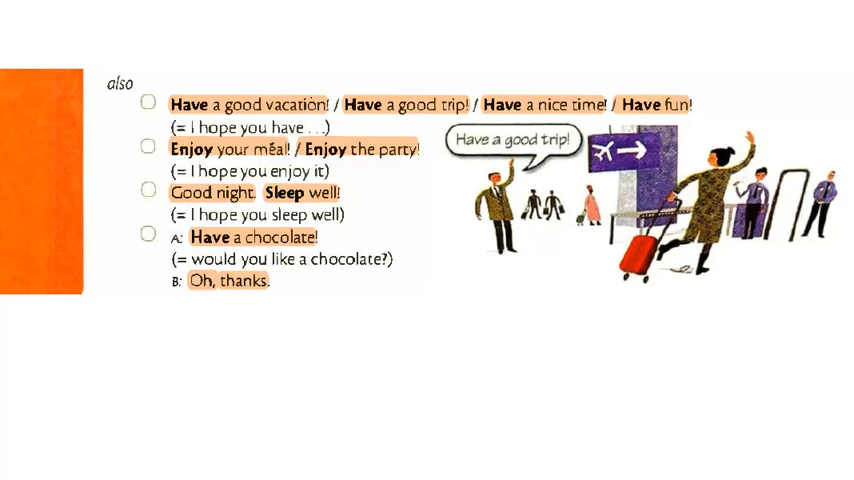 also
Have a good vacation! / Have a good trip! / Have a nice time! / Have fun!
(= I hope you have . . .)
Enjoy your meal! / Enjoy the party!
(= I hope you enjoy it)
Good night. Sleep well!
(= I hope you sleep well)
A: Have a chocolate!
(= would you like a chocolate?)
B: Oh, thanks.
Have a good trip!